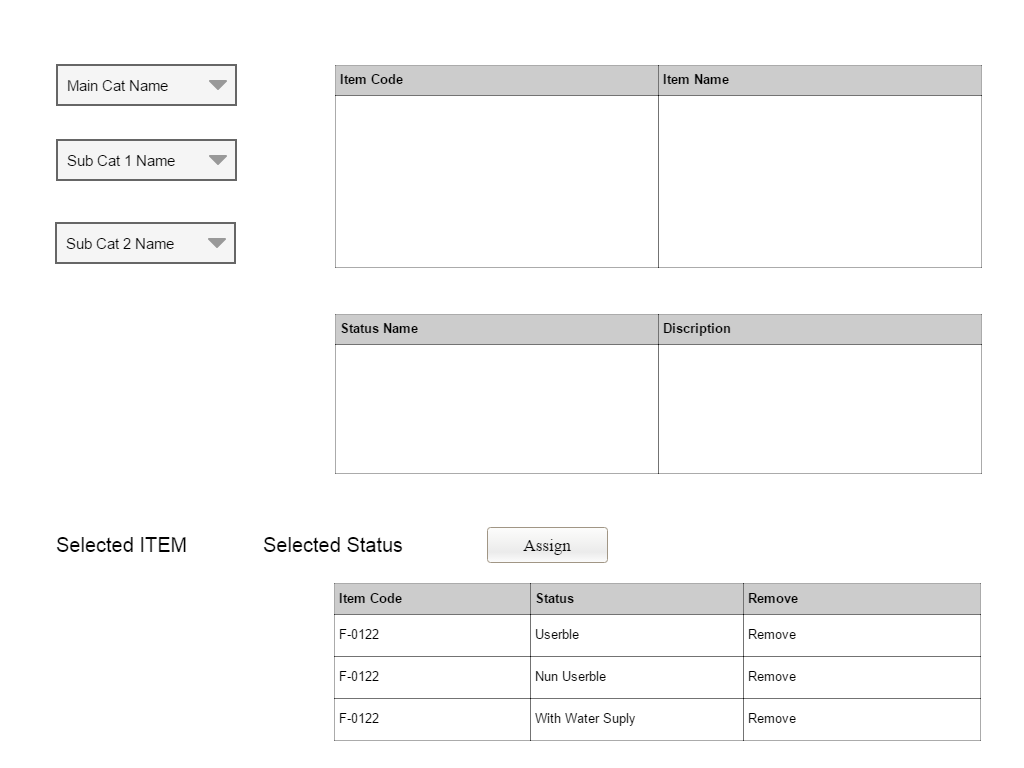 Main Cat Name
Sub Cat 1 Name
Sub Cat 2 Name
Item Code Item Name
Status Name Discription
Selected ITEM Selected Status Assign
Item Code Status Remove
F-0122 Userble Remove
F-0122 Nun Userble Remove
F-0122 With Water Suply Remove